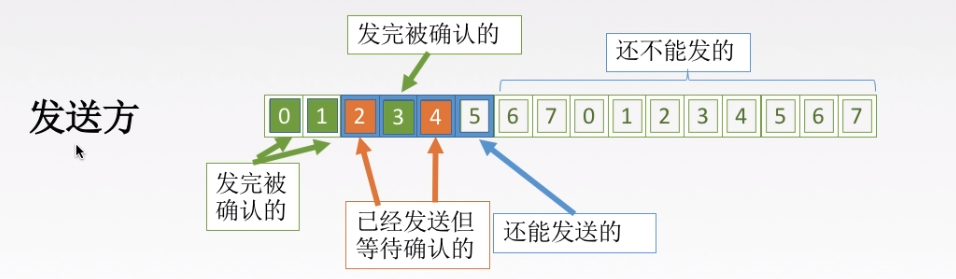 发完被确认的
还不能发的
发送方
0 1 2 3 4 5 6 7 0 1 2 3 4 5 6 7
发完被
确认的
已经发送但
等待确认的
还能发送的